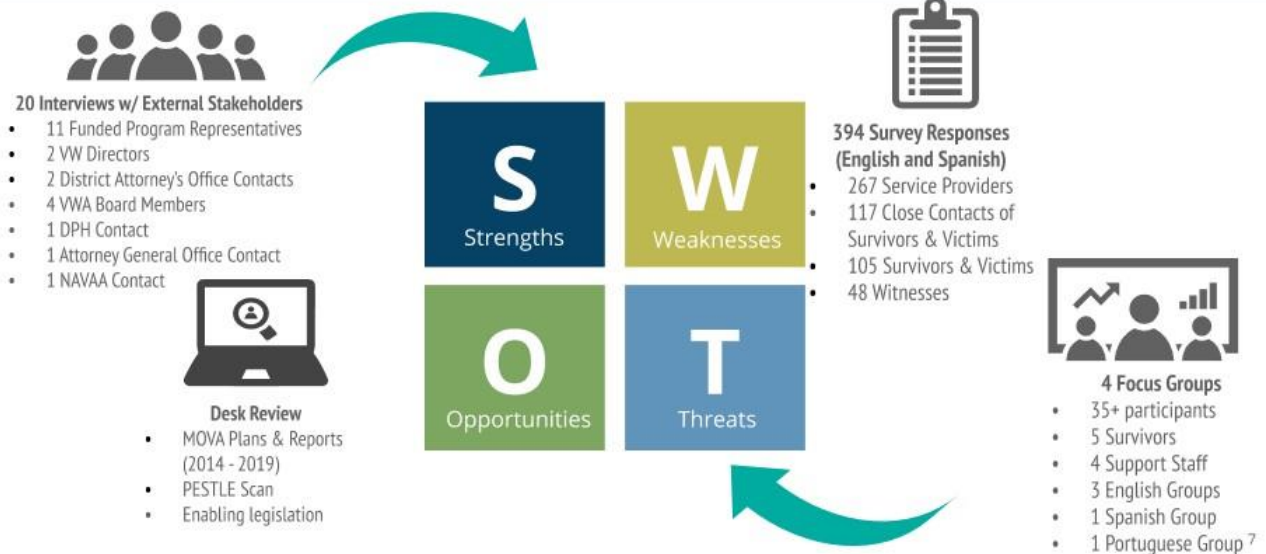 20 Interviews w/ External Stakeholders
• 11 Funded Program Representatives
• 2 VW Directors
• 2 District Attorney's Office Contacts
• 4 VWA Board Members
• 1 DPH Contact
• 1 Attorney General Office Contact
• 1 NAVAA Contact
Desk Review
• MOVA Plans & Reports
(2014 - 2019)
• PESTLE Scan
• Enabling legislation
S
Strengths
W
Weaknesses
O
Opportunities
T
Threats
394 Survey Responses
(English and Spanish)
• 267 Service Providers
• 117 Close Contacts of
Survivors & Victims
• 105 Survivors & Victims
• 48 Witnesses
4 Focus Groups
• 35+ participants
• 5 Survivors
• 4 Support Staff
• 3 English Groups
• 1 Spanish Group
• 1 Portuguese Group 7